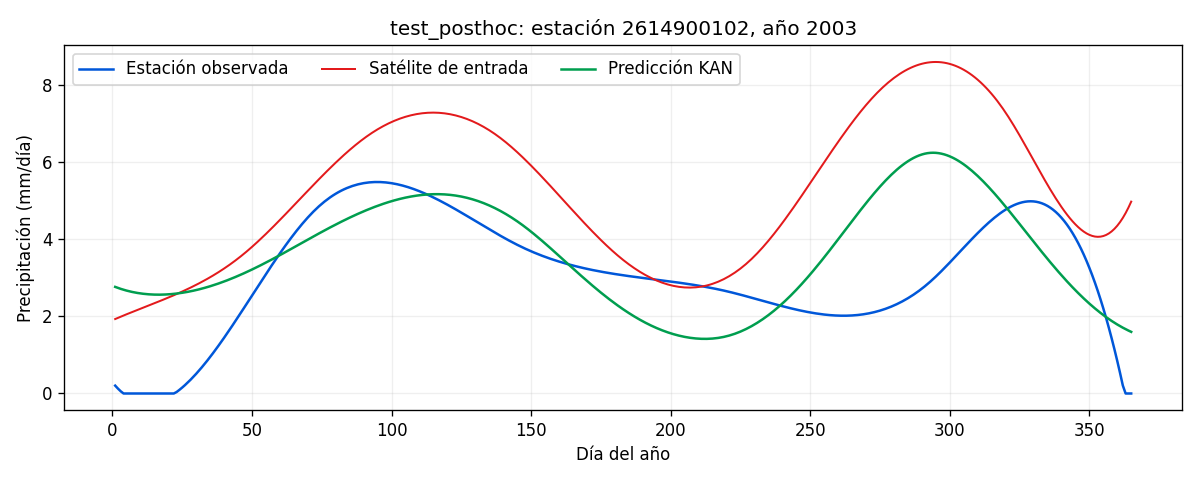 test_posthoc: estación 2614900102, año 2003
Estación observada
Satélite de entrada
Predicción KAN
Precipitación (mm/día)
8
6
4
2
0
0 50 100 150 200 250 300 350
Día del año